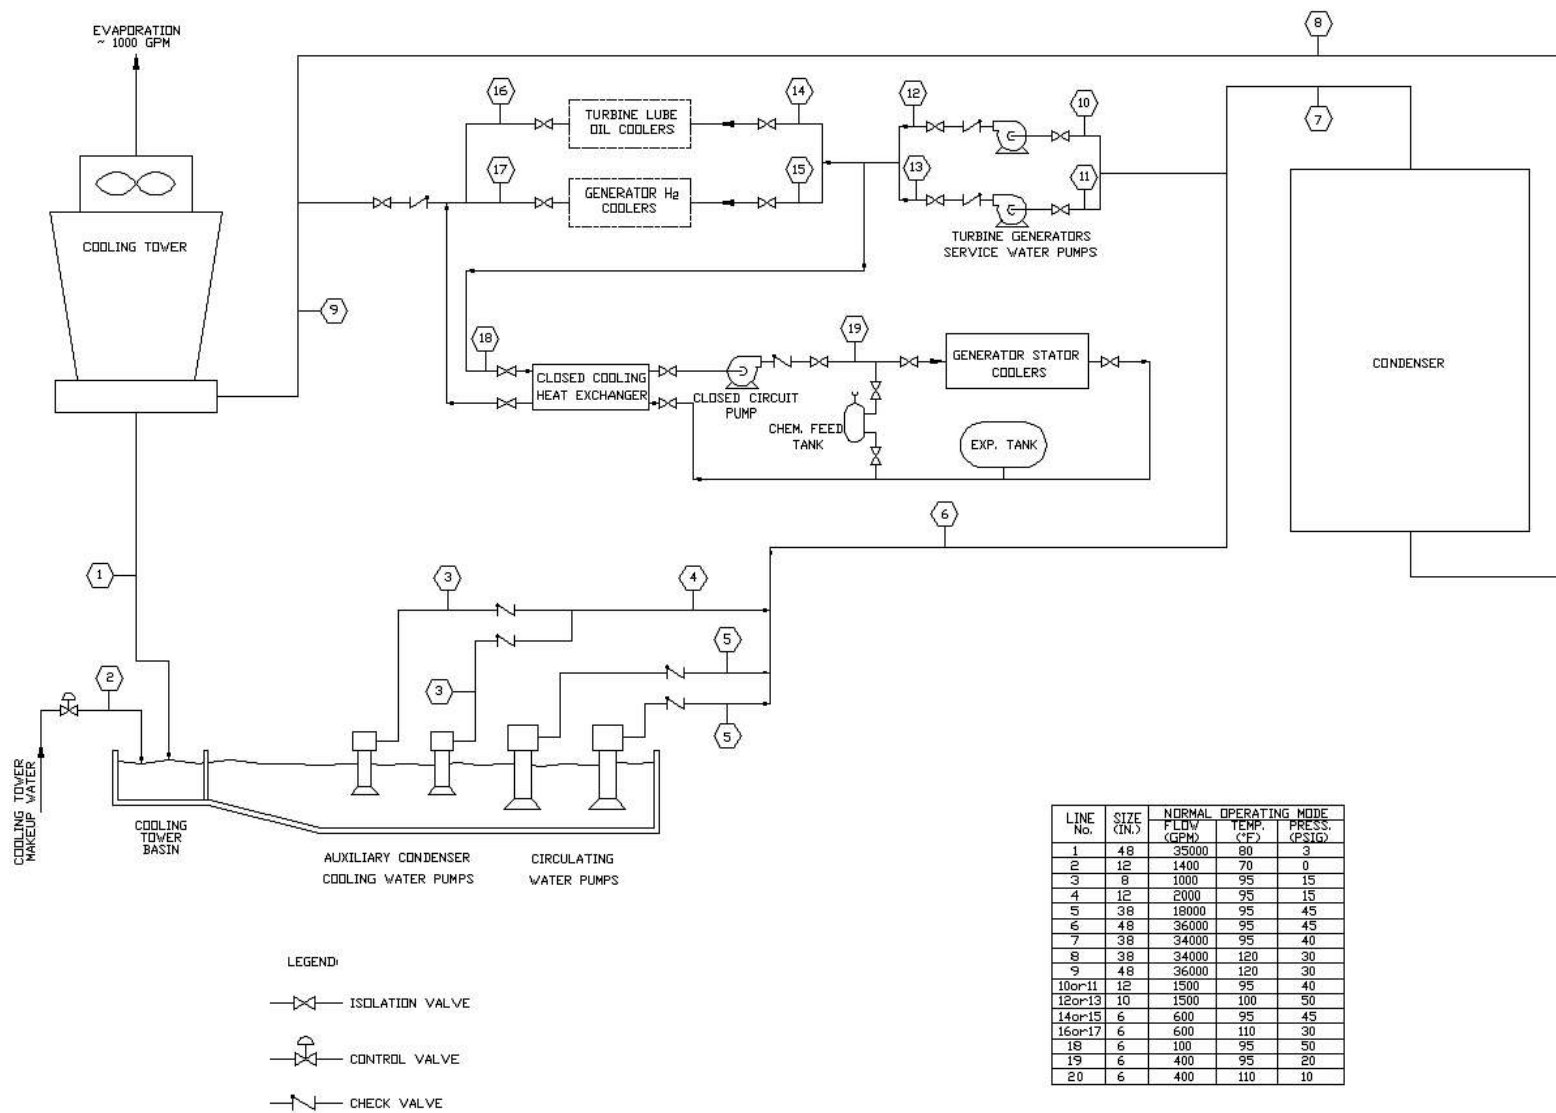 EVAPORATION
~ 1000 GPM
8
16
TURBINE LUBE
OIL COOLERS
14
12
10
7
17
GENERATOR H2
COOLERS
15
13
11
COOLING TOWER
TURBINE GENERATORS
SERVICE WATER PUMPS
9
18
CLOSED COOLING
HEAT EXCHANGER
CLOSED CIRCUIT
PUMP
19
GENERATOR STATOR
COOLERS
CONDENSER
CHEM. FEED
TANK
EXP. TANK
6
1
3
4
5
2
3
5
COOLING TOWER
MAKEUP WATER
COOLING
TOWER
BASIN
AUXILIARY CONDENSER
COOLING WATER PUMPS
CIRCULATING
WATER PUMPS
LEGEND:
ISOLATION VALVE
CONTROL VALVE
CHECK VALVE
LINE No. SIZE (IN.) NORMAL OPERATING MODE
FLOW (GPM) TEMP. (°F) PRESS. (PSIG)
1 48 35000 80 3
2 12 1400 70 0
3 8 1000 95 15
4 12 2000 95 15
5 38 18000 95 45
6 48 36000 95 45
7 38 34000 95 40
8 38 34000 120 30
9 48 36000 120 30
10or11 12 1500 95 40
12or13 10 1500 100 50
14or15 6 600 95 45
16or17 6 600 110 30
18 6 100 95 50
19 6 400 95 20
20 6 400 110 10